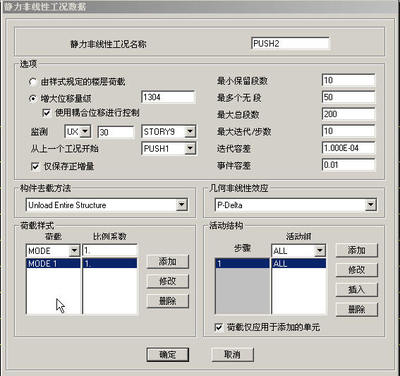 静力非线性工况数据
静力非线性工况名称 PUSH2
选项
由样式规定的楼层荷载
增大位移量级 1304
使用耦合位移进行控制
监测 UX 30 STORY9
从上一个工况开始 PUSH1
仅保存正增量
最小保留段数 10
最多个无 段 50
最大总段数 200
最大迭代/步数 10
迭代容差 1.000E-04
事件容差 0.01
构件去载方法
Unload Entire Structure
几何非线性效应
P-Delta
荷载样式
荷载 比例系数
MODE 1.
MODE 1 1.
添加
修改
删除
活动结构
步骤 活动组
ALL
1 ALL
添加
修改
插入
删除
荷载仅应用于添加的单元
确定 取消